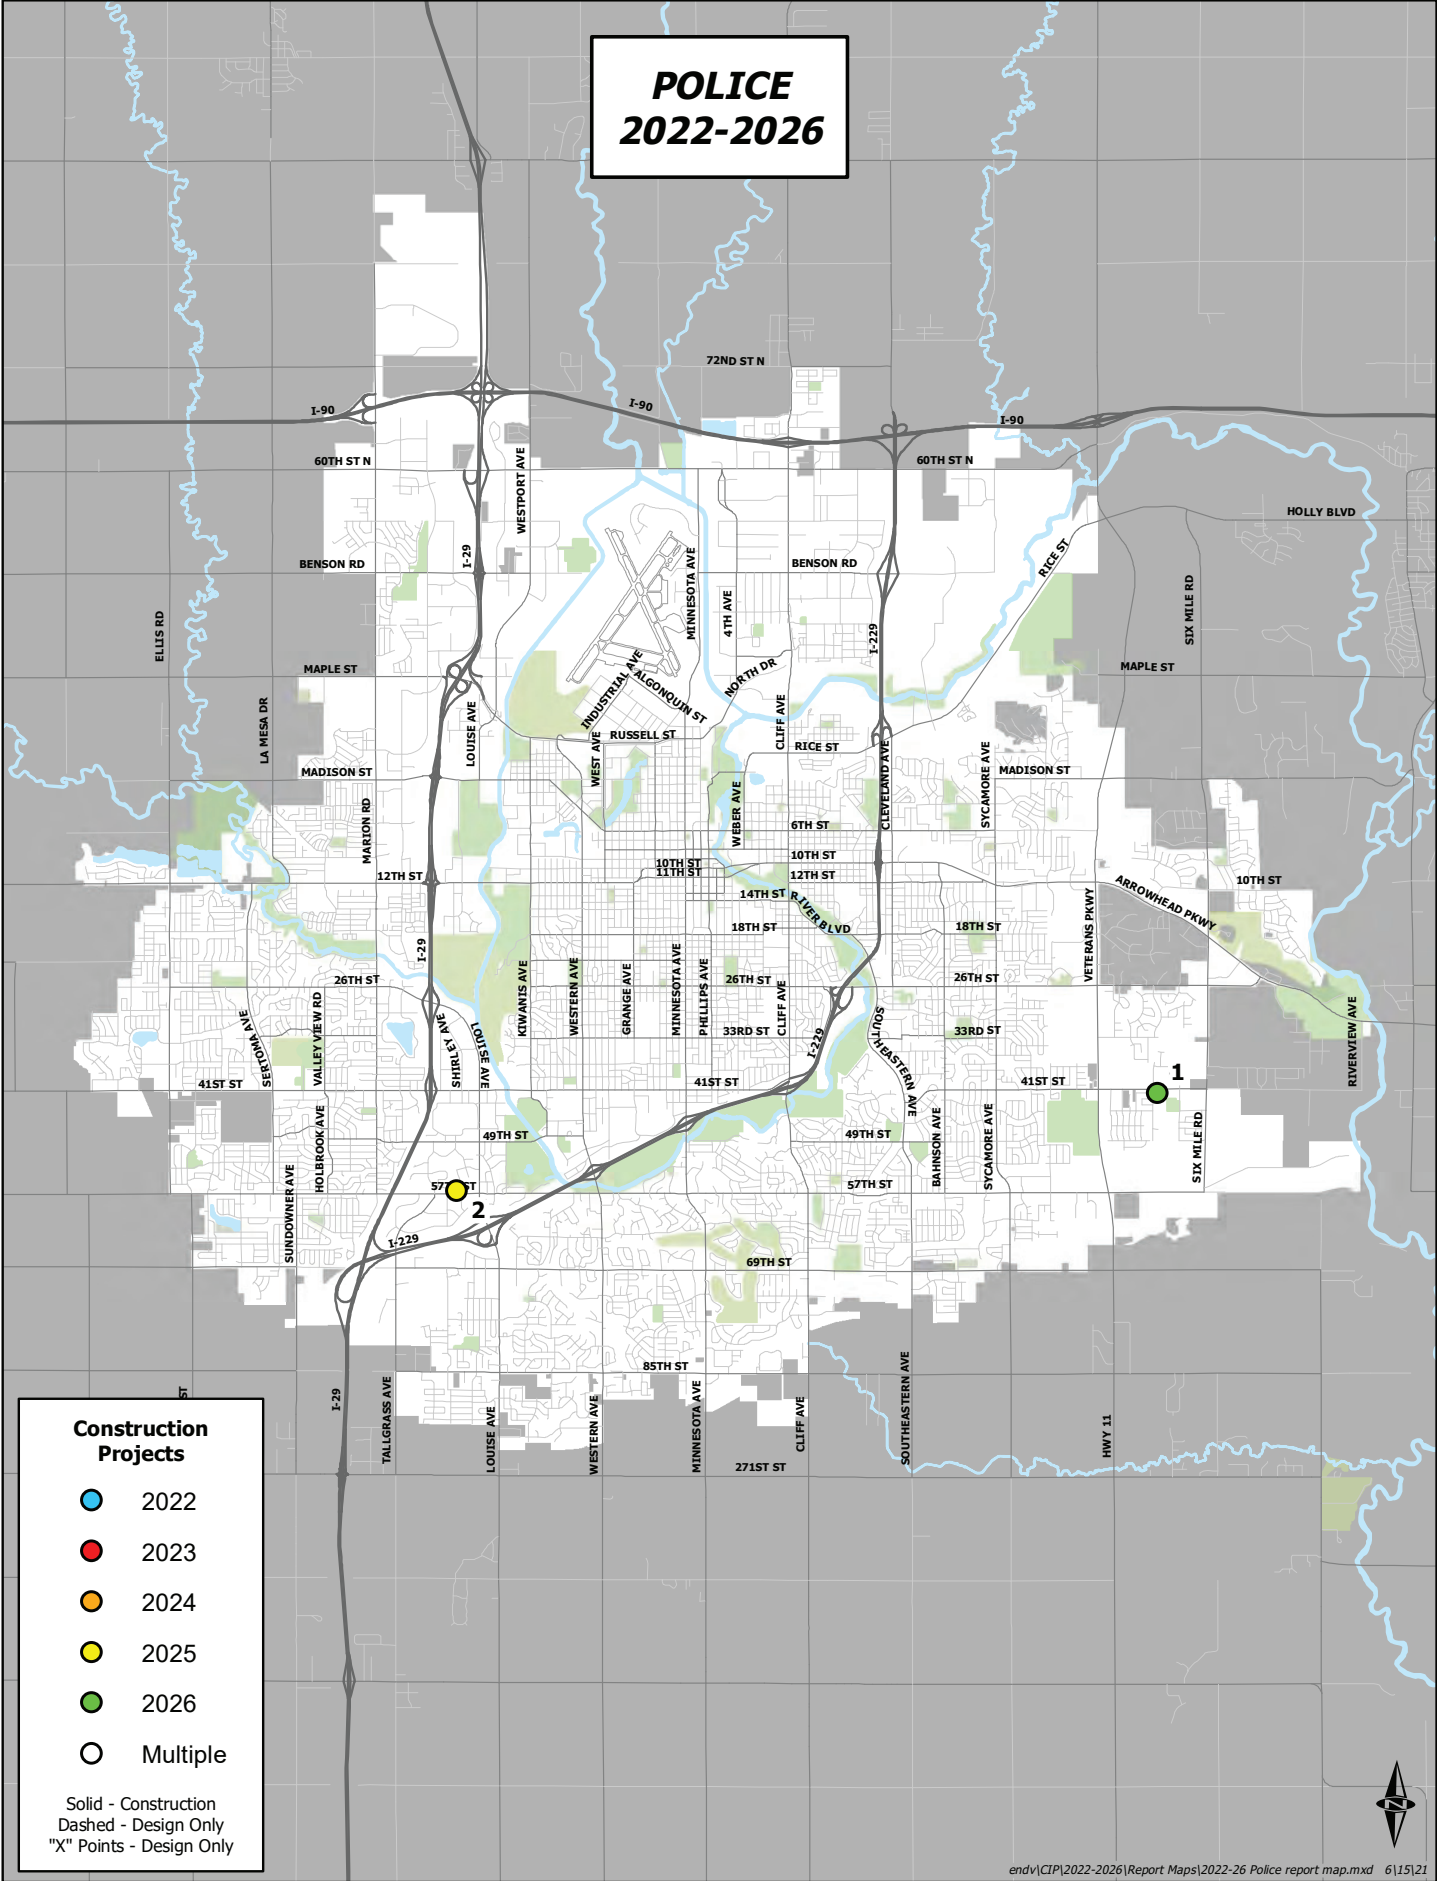 POLICE
2022-2026
72ND ST N
I-90
I-90
I-90
60TH ST N
60TH ST N
WESTPORT AVE
HOLLY BLVD
I-29
BENSON RD
BENSON RD
MINNESOTA AVE
4TH AVE
RICE ST
SIX MILE RD
ELLIS RD
I-229
MAPLE ST
MAPLE ST
INDUSTRIAL AVE
ALGONQUIN ST
NORTH DR
LA MESA DR
LOUISE AVE
CLIFF AVE
RUSSELL ST
RICE ST
WEST AVE
MADISON ST
MADISON ST
CLEVELAND AVE
SYCAMORE AVE
WEBER AVE
MARION RD
6TH ST
10TH ST
10TH ST
11TH ST
12TH ST
12TH ST
10TH ST
ARROWHEAD PKWY
14TH ST
RIVER BLVD
18TH ST
18TH ST
VETERANS PKWY
I-29
26TH ST
26TH ST
26TH ST
KIWANIS AVE
WESTERN AVE
GRANGE AVE
MINNESOTA AVE
PHILLIPS AVE
CLIFF AVE
SERTOMA AVE
VALLEY VIEW RD
SHIRLEY AVE
LOUISE AVE
33RD ST
33RD ST
I-229
SOUTHEASTERN AVE
RIVERVIEW AVE
41ST ST
41ST ST
41ST ST
1
HOLBROOK AVE
49TH ST
49TH ST
BAHNSON AVE
SYCAMORE AVE
SIX MILE RD
SUNDOWNER AVE
57TH ST
57TH ST
2
I-229
69TH ST
85TH ST
ST
I-29
TALLGRASS AVE
LOUISE AVE
WESTERN AVE
MINNESOTA AVE
CLIFF AVE
SOUTHEASTERN AVE
HWY 11
271ST ST
Construction
Projects
2022
2023
2024
2025
2026
Multiple
Solid - Construction
Dashed - Design Only
"X" Points - Design Only
N
endv\CIP\2022-2026\Report Maps\2022-26 Police report map.mxd 6\15\21